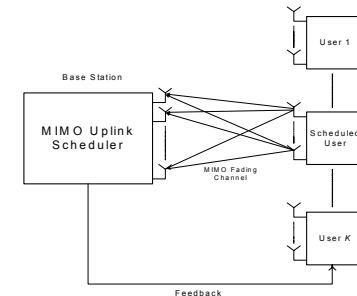 User 1
Base Station
MIMO Uplink
Scheduler
Scheduled
User
MIMO Fading
Channel
User K
Feedback